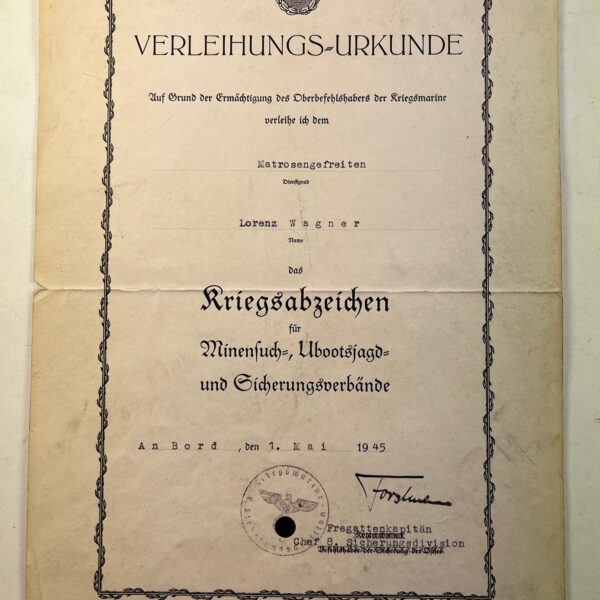 VERLEIHUNGS-URKUNDE
Auf Grund der Ermächtigung des Oberbefehlshabers der Kriegsmarine
verleihe ich dem
Matrosengefreiten
Dienstgrad
Lorenz Wagner
Name
das
Kriegsabzeichen
für
Minensuch-, Ubootsjagd-
und Sicherungsverbände
An Bord, den 1. Mai 1945
Kriegsmarine
Fregattenkapitän
Chef 8. Sicherungsdivision